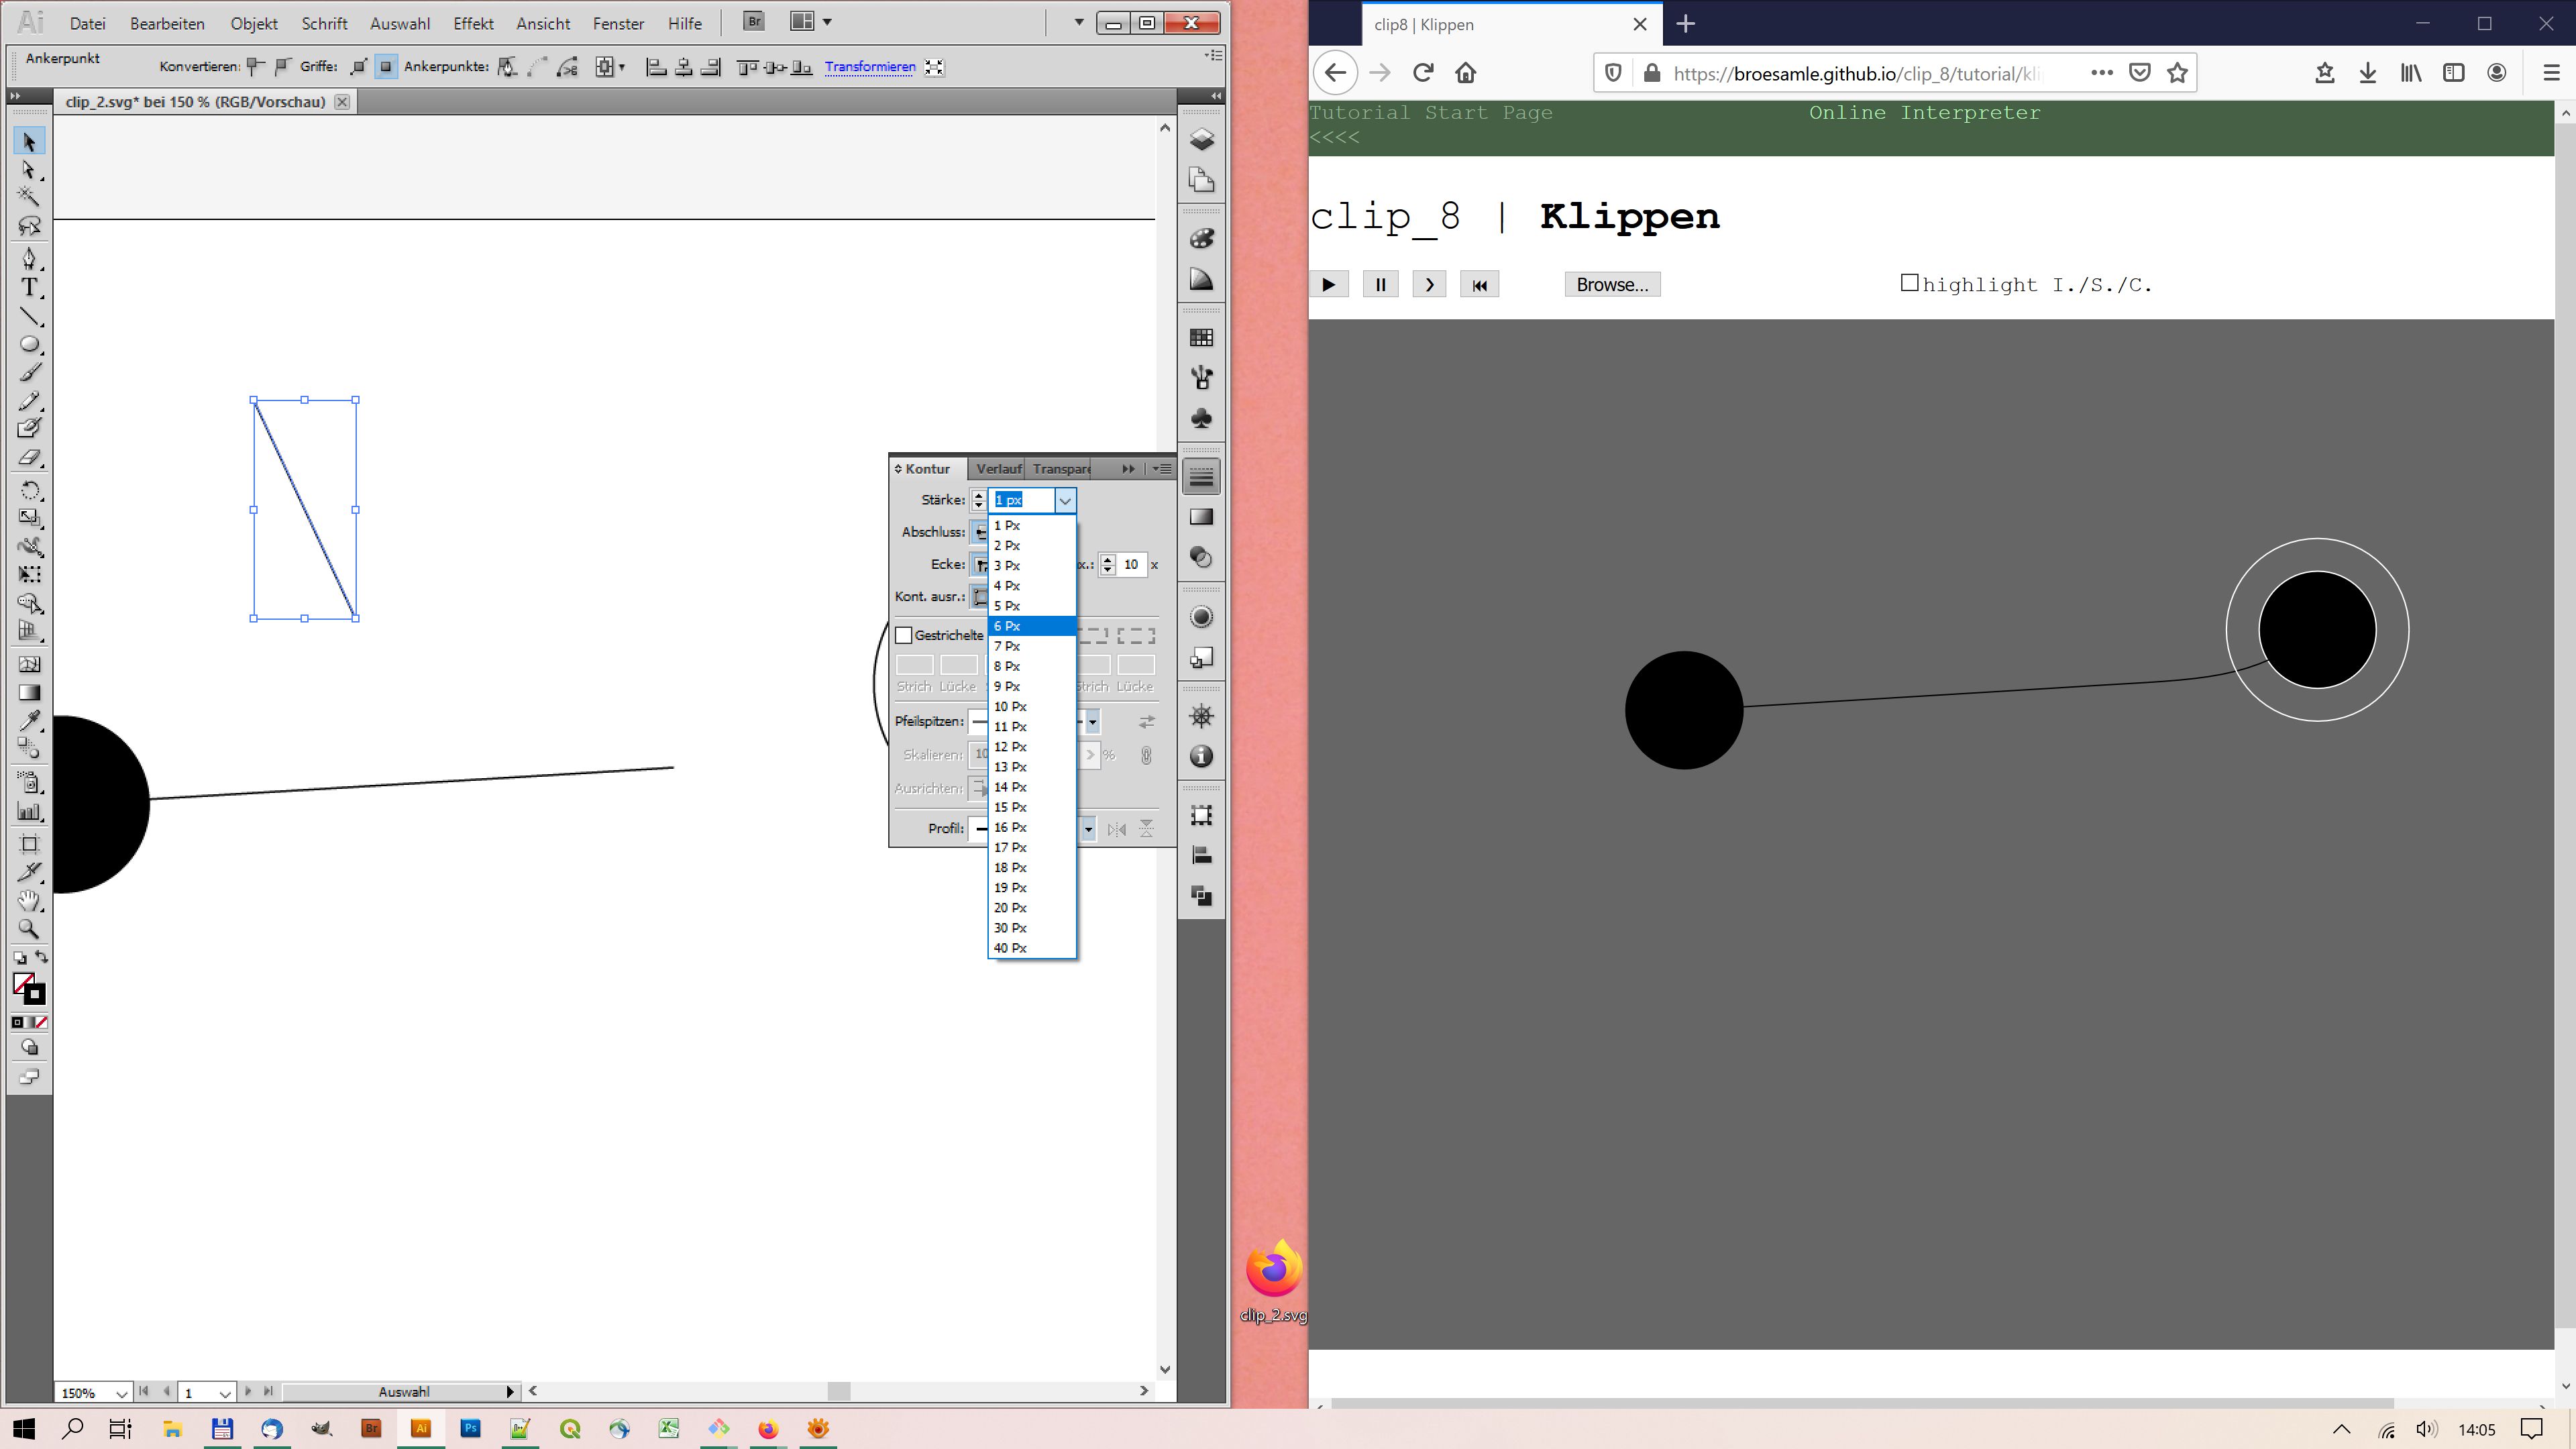 Ai Datei Bearbeiten Objekt Schrift Auswahl Effekt Ansicht Fenster Hilfe Br
Ankerpunkt Konvertieren: Griffe: Ankerpunkte: Transformieren
clip_2.svg* bei 150 % (RGB/Vorschau)
T
Kontur Verlauf
Stärke: 1 px
1 Px
2 Px
3 Px
4 Px
5 Px
6 Px
7 Px
8 Px
9 Px
10 Px
11 Px
12 Px
13 Px
14 Px
15 Px
16 Px
17 Px
18 Px
19 Px
20 Px
30 Px
40 Px
Abschluss:
Ecke: x.: 10 x
Kont. ausr.:
Gestrichelte
Strich Lücke Lücke
Pfeilspitzen:
Skalieren: 10 %
Ausrichten:
Profil:
150% 1 Auswahl
clip_2.svg
clip8 | Klippen
https://broesamle.github.io/clip_8/tutorial/kli
Tutorial Start Page Online Interpreter
<<<<
clip_8 | Klippen
Browse... highlight I./S./C.
Br Ai Ps 14:05